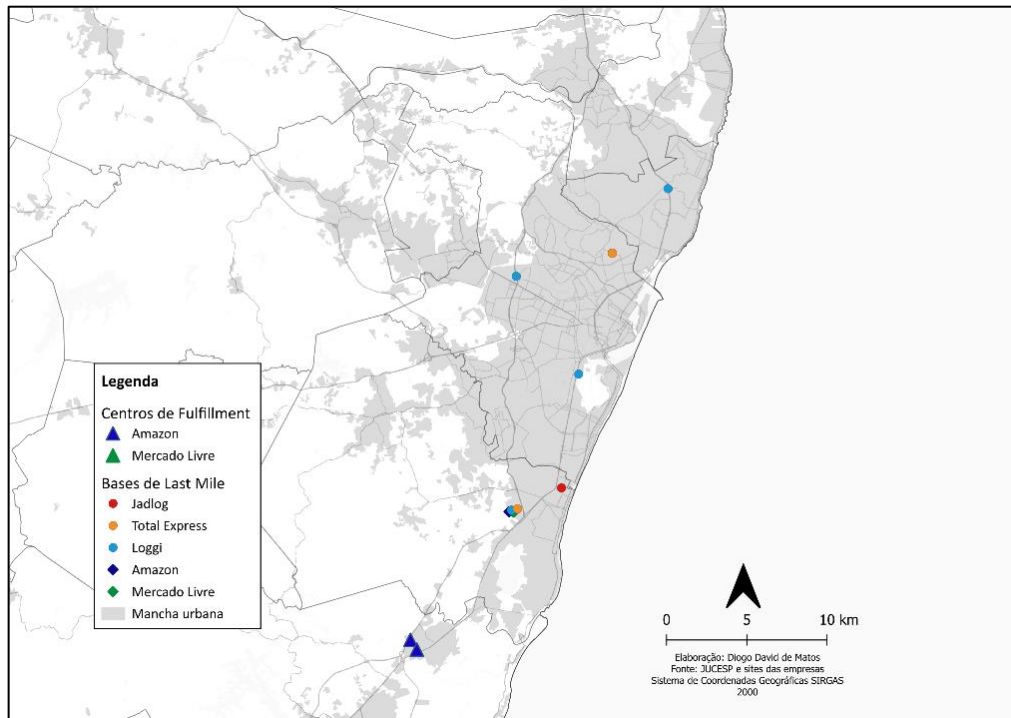 Legenda
Centros de Fulfillment
Amazon
Mercado Livre
Bases de Last Mile
Jadlog
Total Express
Loggi
Amazon
Mercado Livre
Mancha urbana
0 5 10 km
Elaboração: Diogo David de Matos
Fonte: JUCESP e sites das empresas
Sistema de Coordenadas Geográficas SIRGAS
2000